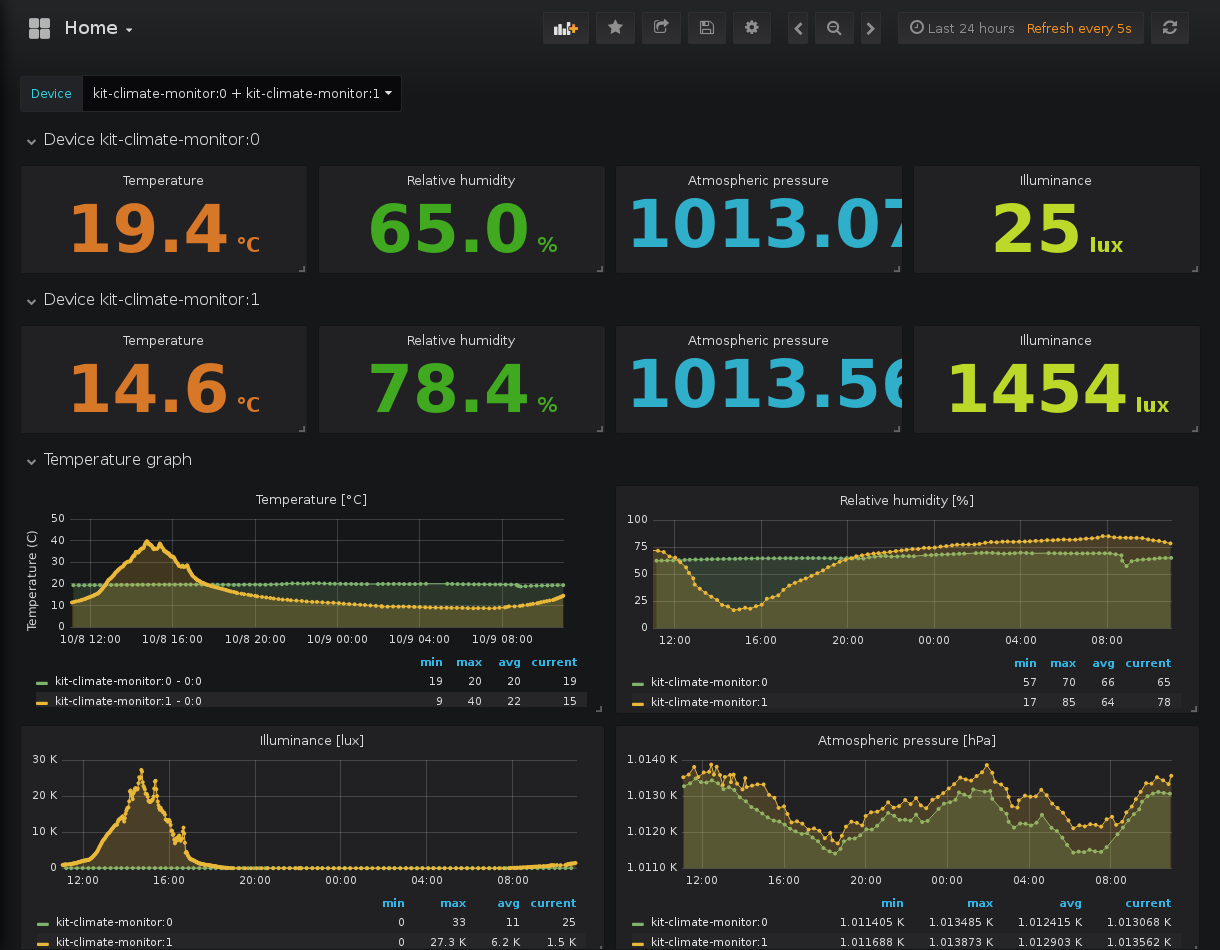 Home
Last 24 hours Refresh every 5s
Device kit-climate-monitor:0 + kit-climate-monitor:1
Device kit-climate-monitor:0
Temperature Relative humidity Atmospheric pressure Illuminance
19.4 °C 65.0 % 1013.07 25 lux
Device kit-climate-monitor:1
Temperature Relative humidity Atmospheric pressure Illuminance
14.6 °C 78.4 % 1013.56 1454 lux
Temperature graph
Temperature [°C]
Temperature (C)
50
40
30
20
10
0
10/8 12:00 10/8 16:00 10/8 20:00 10/9 00:00 10/9 04:00 10/9 08:00
min max avg current
kit-climate-monitor:0 - 0:0 19 20 20 19
kit-climate-monitor:1 - 0:0 9 40 22 15
Relative humidity [%]
100
75
50
25
0
12:00 16:00 20:00 00:00 04:00 08:00
min max avg current
kit-climate-monitor:0 57 70 66 65
kit-climate-monitor:1 17 85 64 78
Illuminance [lux]
30 K
20 K
10 K
0
12:00 16:00 20:00 00:00 04:00 08:00
min max avg current
kit-climate-monitor:0 0 33 11 25
kit-climate-monitor:1 0 27.3 K 6.2 K 1.5 K
Atmospheric pressure [hPa]
1.0140 K
1.0130 K
1.0120 K
1.0110 K
12:00 16:00 20:00 00:00 04:00 08:00
min max avg current
kit-climate-monitor:0 1.011405 K 1.013485 K 1.012415 K 1.013068 K
kit-climate-monitor:1 1.011688 K 1.013873 K 1.012903 K 1.013562 K